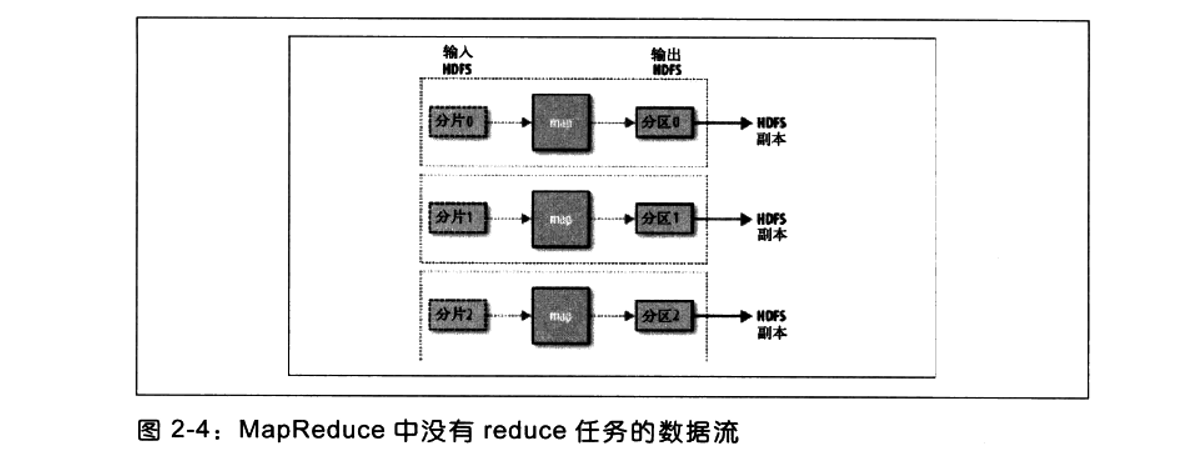 输入 输出
HDFS HDFS
分片0 map 分区0 HDFS
副本
分片1 map 分区1 HDFS
副本
分片2 map 分区2 HDFS
副本
图 2-4：MapReduce 中没有 reduce 任务的数据流